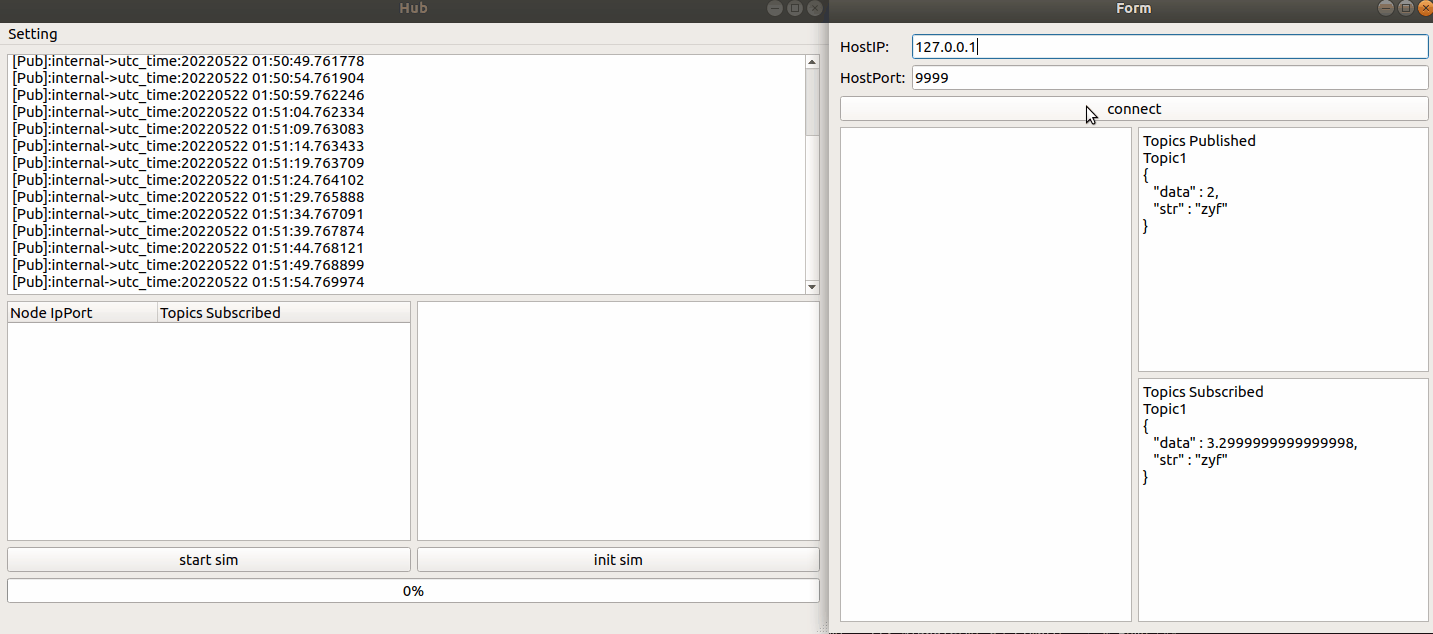 Hub
Setting
[Pub]:internal->utc_time:20220522 01:50:49.761778
[Pub]:internal->utc_time:20220522 01:50:54.761904
[Pub]:internal->utc_time:20220522 01:50:59.762246
[Pub]:internal->utc_time:20220522 01:51:04.762334
[Pub]:internal->utc_time:20220522 01:51:09.763083
[Pub]:internal->utc_time:20220522 01:51:14.763433
[Pub]:internal->utc_time:20220522 01:51:19.763709
[Pub]:internal->utc_time:20220522 01:51:24.764102
[Pub]:internal->utc_time:20220522 01:51:29.765888
[Pub]:internal->utc_time:20220522 01:51:34.767091
[Pub]:internal->utc_time:20220522 01:51:39.767874
[Pub]:internal->utc_time:20220522 01:51:44.768121
[Pub]:internal->utc_time:20220522 01:51:49.768899
[Pub]:internal->utc_time:20220522 01:51:54.769974
Node IpPort Topics Subscribed
start sim init sim
0%
Form
HostIP: 127.0.0.1
HostPort: 9999
connect
Topics Published
Topic1
{
"data" : 2,
"str" : "zyf"
}
Topics Subscribed
Topic1
{
"data" : 3.2999999999999998,
"str" : "zyf"
}